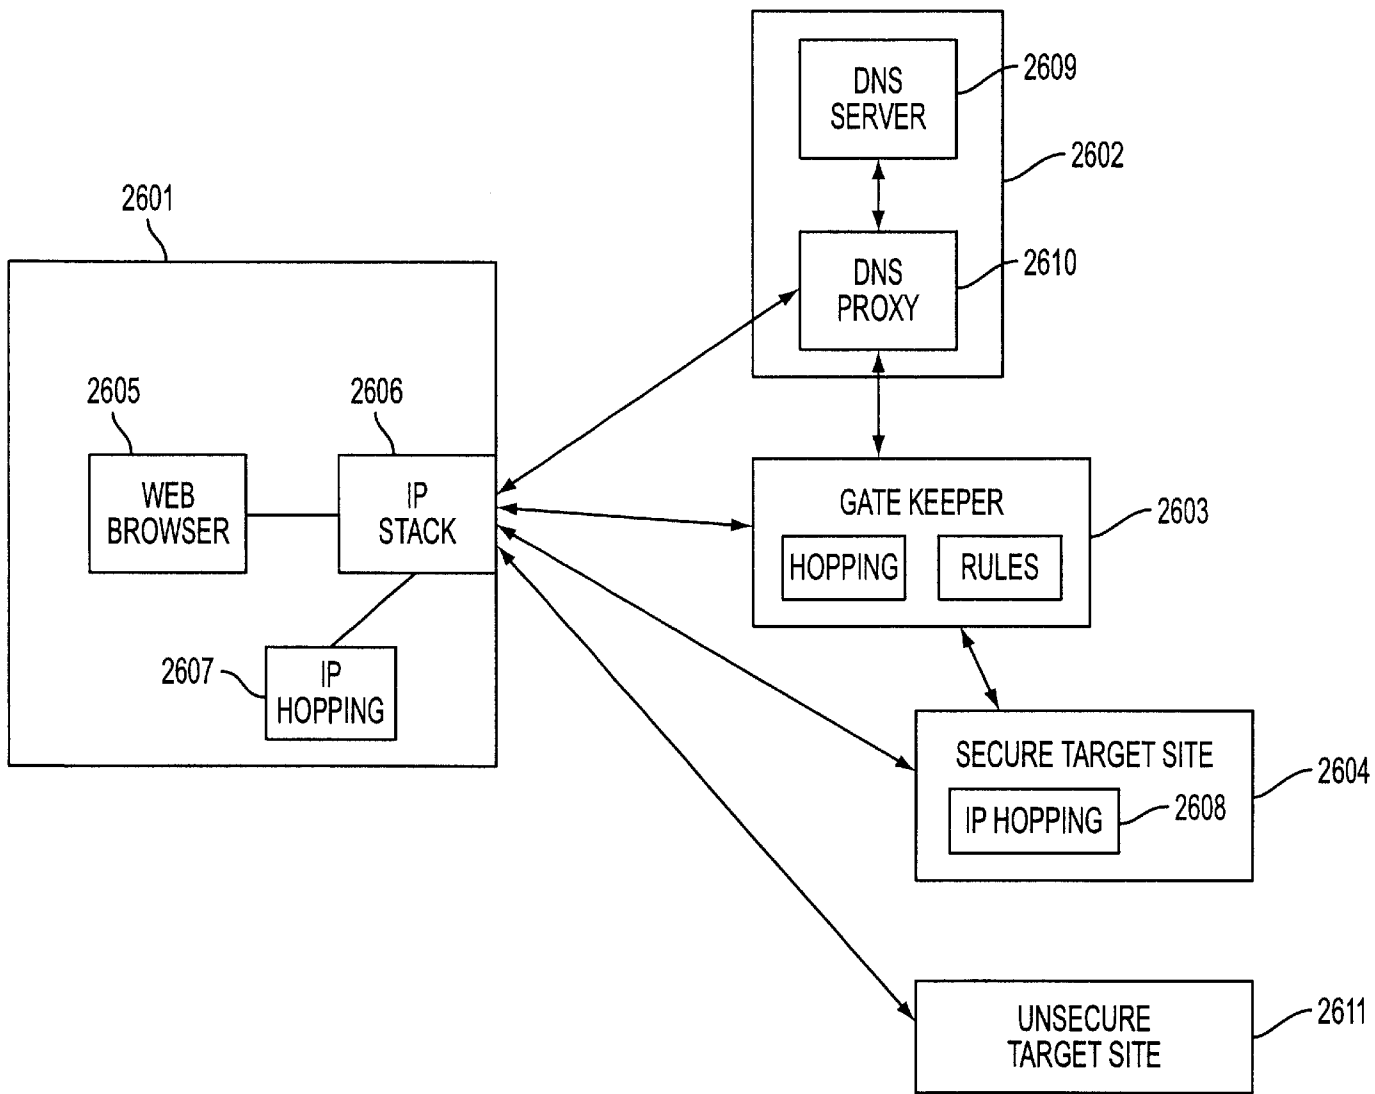 2601
2605
WEB
BROWSER
2606
IP
STACK
2607
IP
HOPPING
DNS
SERVER
2609
2602
DNS
PROXY
2610
GATE KEEPER
HOPPING
RULES
2603
SECURE TARGET SITE
IP HOPPING
2608
2604
UNSECURE
TARGET SITE
2611